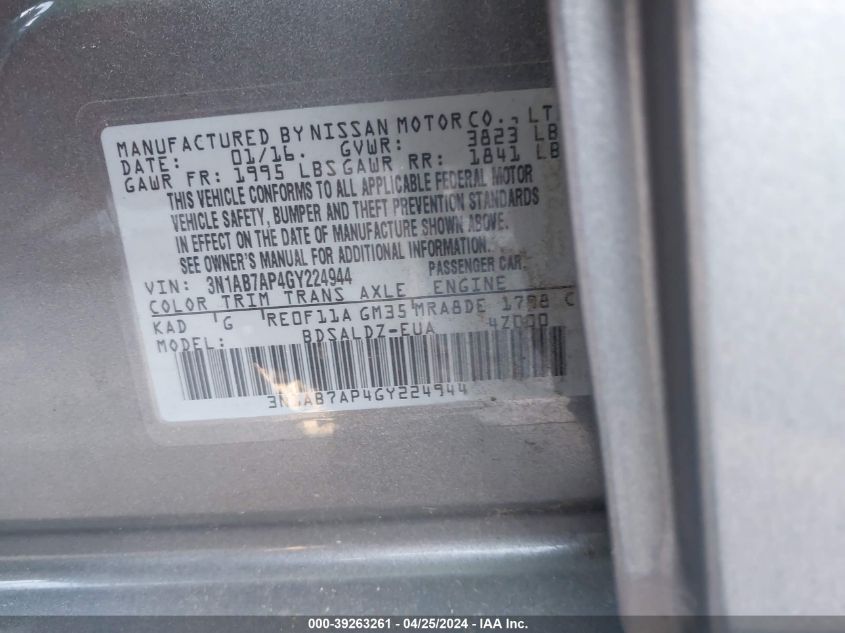 MANUFACTURED BY NISSAN MOTOR CO., LT
DATE: 01/16. GVWR: 3823 LB
GAWR FR: 1995 LBS GAWR RR: 1841 LB
THIS VEHICLE CONFORMS TO ALL APPLICABLE FEDERAL MOTOR
VEHICLE SAFETY, BUMPER AND THEFT PREVENTION STANDARDS
IN EFFECT ON THE DATE OF MANUFACTURE SHOWN ABOVE.
SEE OWNER'S MANUAL FOR ADDITIONAL INFORMATION.
VIN: 3N1AB7AP4GY224944 PASSENGER CAR.
COLOR TRIM TRANS AXLE ENGINE
KAD G RE0F11A GM35 MRA8DE 1798 C
MODEL: BDSALDZ-EUA 4Z000
3N1AB7AP4GY224944
000-39263261 - 04/25/2024 - IAA Inc.